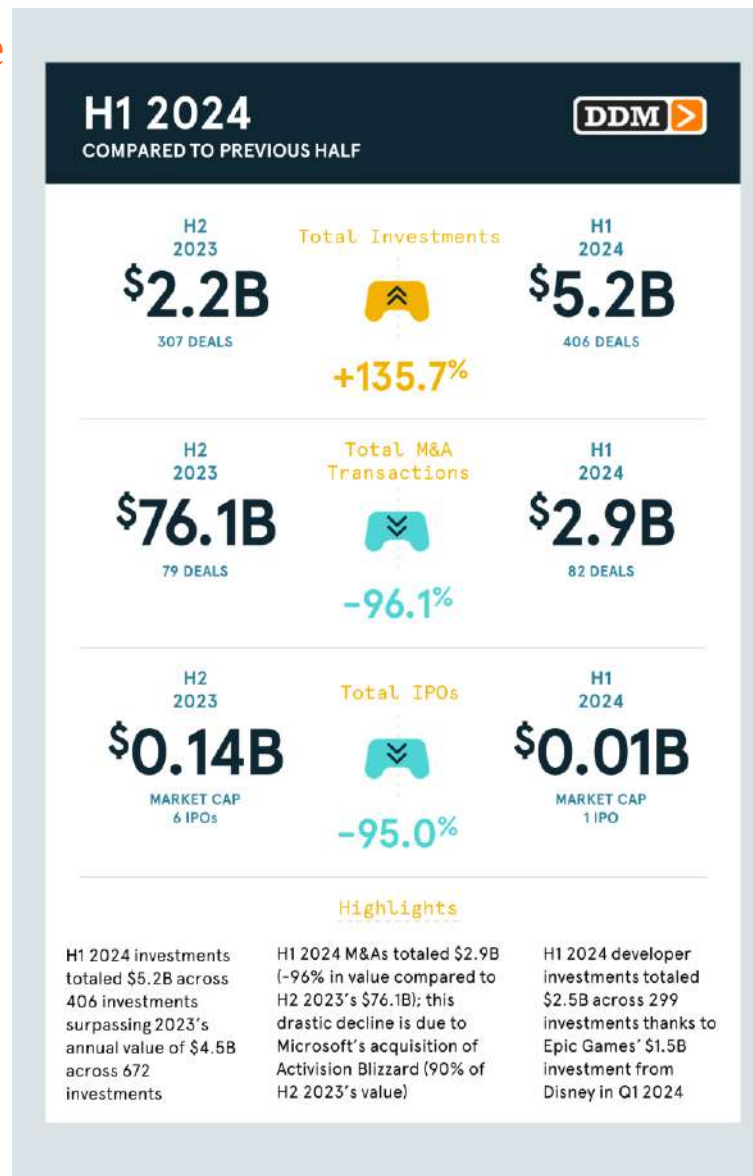 e
H1 2024
COMPARED TO PREVIOUS HALF
DDM
H2
2023
$2.2B
307 DEALS
Total Investments
+135.7%
H1
2024
$5.2B
406 DEALS
H2
2023
$76.1B
79 DEALS
Total M&A
Transactions
-96.1%
H1
2024
$2.9B
82 DEALS
H2
2023
$0.14B
MARKET CAP
6 IPOs
Total IPOs
-95.0%
H1
2024
$0.01B
MARKET CAP
1 IPO
Highlights
H1 2024 investments
totaled $5.2B across
406 investments
surpassing 2023's
annual value of $4.5B
across 672
investments
H1 2024 M&As totaled $2.9B
(-96% in value compared to
H2 2023's $76.1B); this
drastic decline is due to
Microsoft's acquisition of
Activision Blizzard (90% of
H2 2023's value)
H1 2024 developer
investments totaled
$2.5B across 299
investments thanks to
Epic Games' $1.5B
investment from
Disney in Q1 2024